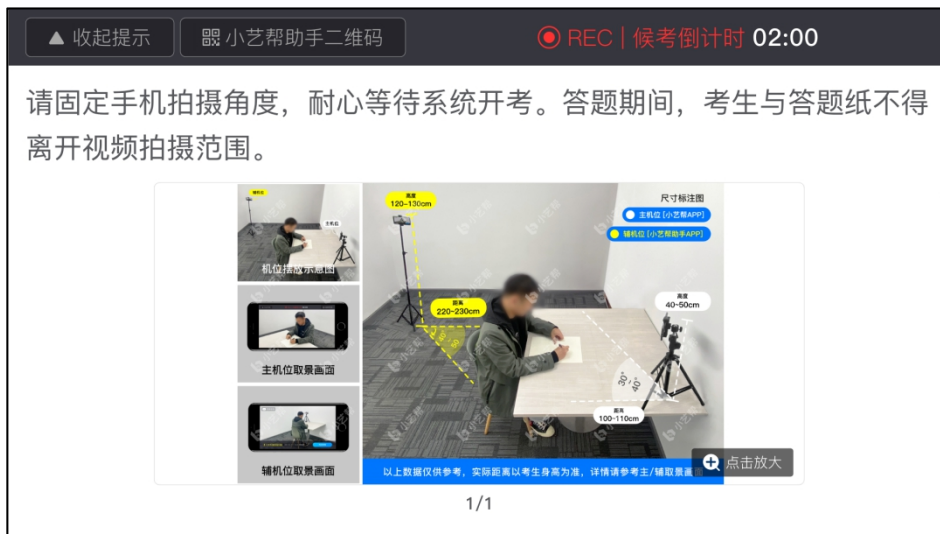 ▲ 收起提示
小艺帮助手二维码
REC | 候考倒计时 02:00
请固定手机拍摄角度，耐心等待系统开考。答题期间，考生与答题纸不得
离开视频拍摄范围。
辅机位
主机位
机位摆放示意图
主机位取景画面
辅机位取景画面
高度
120-130cm
距离
220-230cm
尺寸标注图
主机位 [小艺帮APP]
辅机位 [小艺帮助手APP]
高度
40-50cm
30°
40°
距离
100-110cm
小艺帮
以上数据仅供参考，实际距离以考生身高为准，详情请参考主/辅取景画面
点击放大
1/1